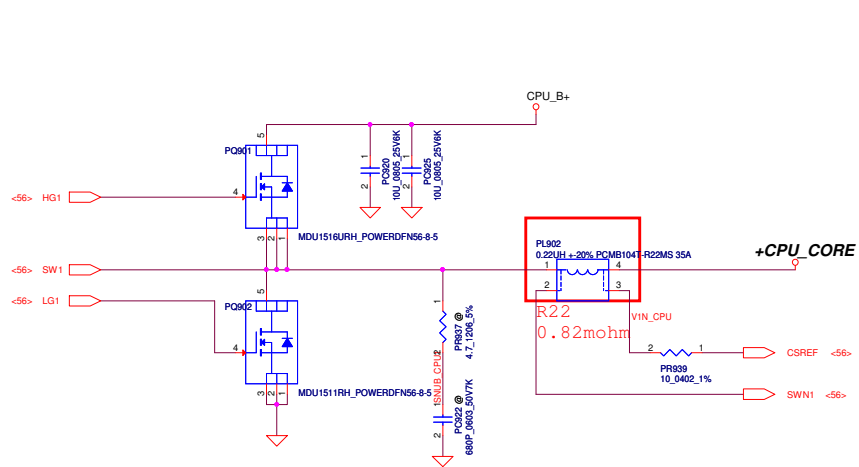 CPU_B+
5
PQ901
4
<56> HG1
3
2
1
MDU1516URH_POWERDFN56-8-5
1
2
PC920
10U_0805_25V6K
1
2
PC925
10U_0805_25V6K
<56> SW1
<56> LG1
5
PQ902
4
3
2
1
MDU1511RH_POWERDFN56-8-5
1
2
PR937 @
4.7_1206_5%
SNUB_CPU1
1
2
PC922 @
680P_0603_50V7K
PL902
0.22UH +-20% PCMB104T-R22MS 35A
1
4
2
3
R22
0.82mohm
V1N_CPU
+CPU_CORE
2
1
PR939
10_0402_1%
CSREF <56>
SWN1 <56>